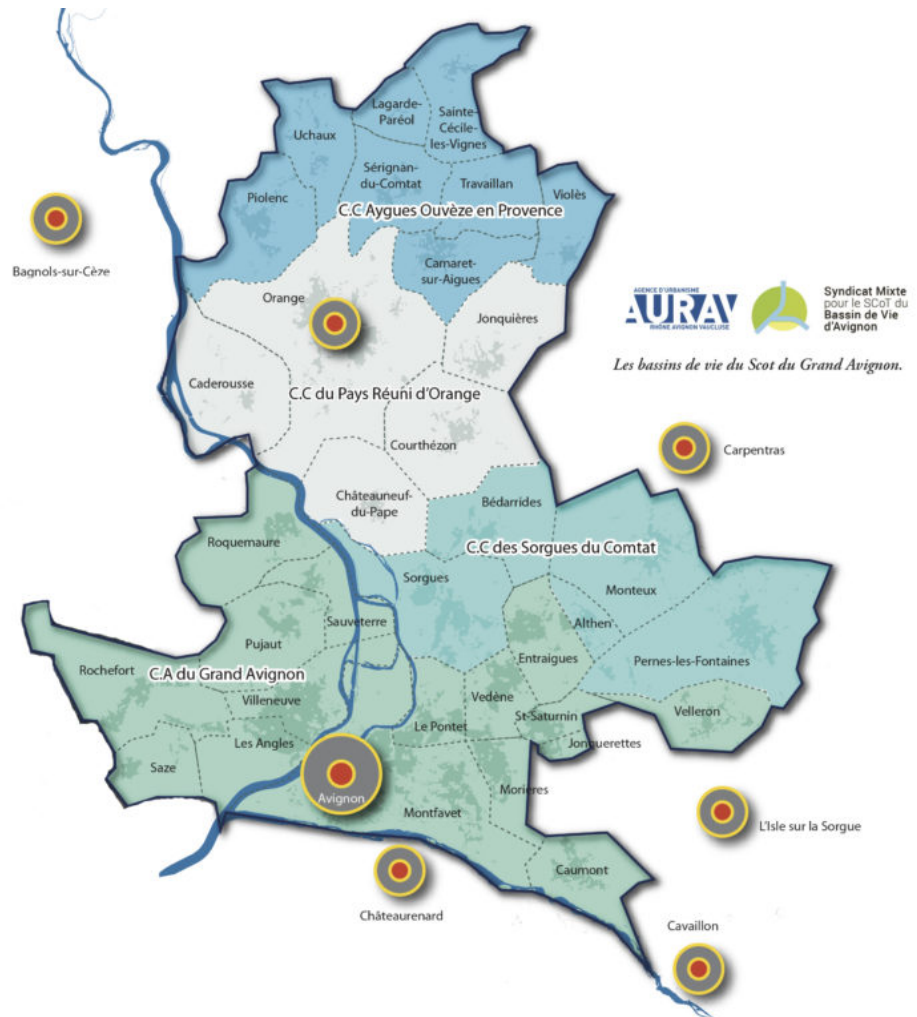 Lagarde-
Paréol
Sainte-
Cécile-
les-Vignes
Uchaux
Sérignan-
du-Comtat
Travaillan
Violès
Piolenc
C.C Aygues Ouvèze en Provence
Bagnols-sur-Cèze
Camaret-
sur-Aigues
Orange
Jonquières
AGENCE D'URBANISME
AURAV
RHÔNE AVIGNON VAUCLUSE
Syndicat Mixte
pour le SCoT du
Bassin de Vie
d'Avignon
Les bassins de vie du Scot du Grand Avignon.
Caderousse
C.C du Pays Réuni d'Orange
Courthézon
Carpentras
Châteauneuf-
du-Pape
Bédarrides
Roquemaure
C.C des Sorgues du Comtat
Sorgues
Monteux
Sauveterre
Althen
Pujaut
Entraigues
Pernes-les-Fontaines
Rochefort
C.A du Grand Avignon
Villeneuve
Vedène
Velleron
Le Pontet
St-Saturnin
Les Angles
Jonquerettes
Saze
Morières
Avignon
Montfavet
L'Isle sur la Sorgue
Caumont
Châteaurenard
Cavaillon